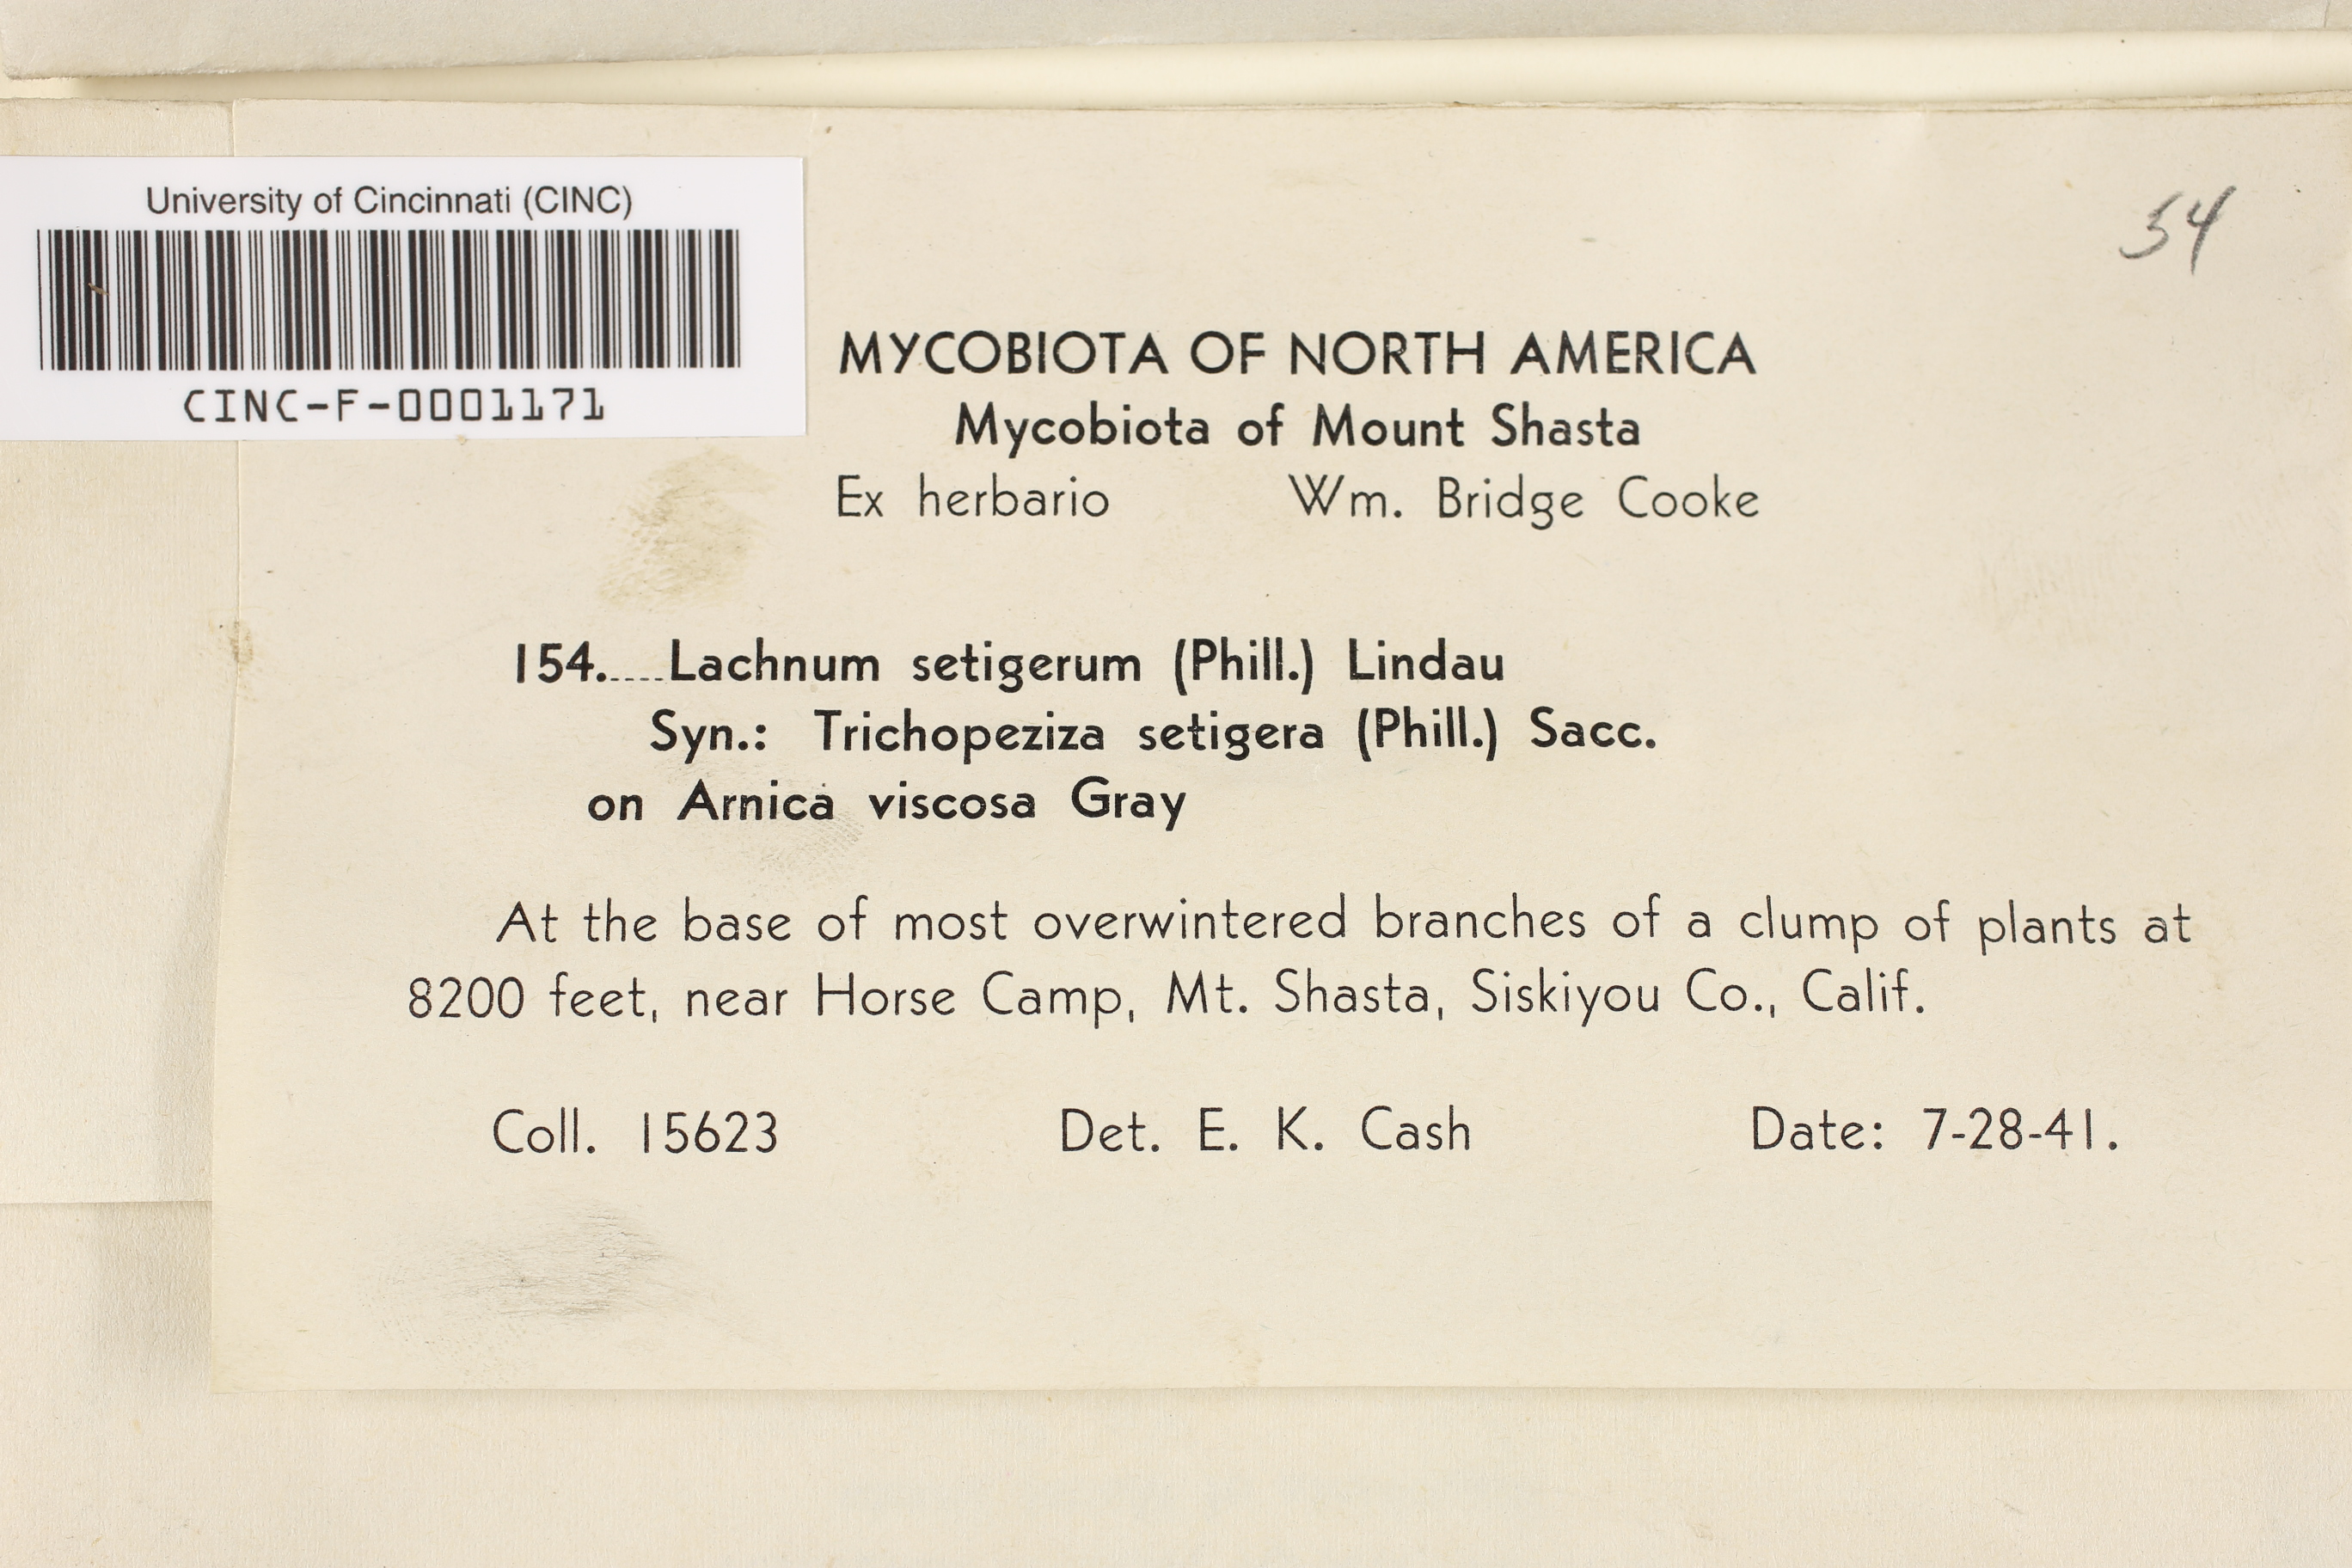 University of Cincinnati (CINC)
CINC-F-0001171
54
MYCOBIOTA OF NORTH AMERICA
Mycobiota of Mount Shasta
Ex herbario Wm. Bridge Cooke
154.....Lachnum setigerum (Phill.) Lindau
Syn.: Trichopeziza setigera (Phill.) Sacc.
on Arnica viscosa Gray
At the base of most overwintered branches of a clump of plants at
8200 feet, near Horse Camp, Mt. Shasta, Siskiyou Co., Calif.
Coll. 15623 Det. E. K. Cash Date: 7-28-41.